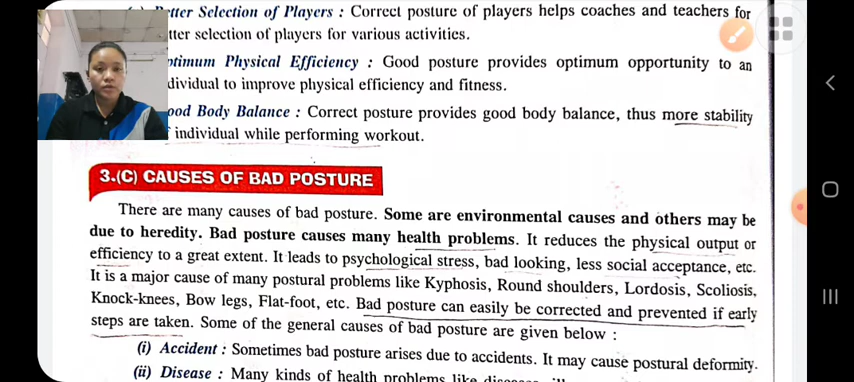 etter Selection of Players : Correct posture of players helps coaches and teachers for
tter selection of players for various activities.
ptimum Physical Efficiency : Good posture provides optimum opportunity to an
dividual to improve physical efficiency and fitness.
ood Body Balance : Correct posture provides good body balance, thus more stability
individual while performing workout.
3.(C) CAUSES OF BAD POSTURE
There are many causes of bad posture. Some are environmental causes and others may be
due to heredity. Bad posture causes many health problems. It reduces the physical output or
efficiency to a great extent. It leads to psychological stress, bad looking, less social acceptance, etc.
It is a major cause of many postural problems like Kyphosis, Round shoulders, Lordosis, Scoliosis,
Knock-knees, Bow legs, Flat-foot, etc. Bad posture can easily be corrected and prevented if early
steps are taken. Some of the general causes of bad posture are given below :
(i) Accident : Sometimes bad posture arises due to accidents. It may cause postural deformity.
(ii) Disease : Many kinds of health problems like